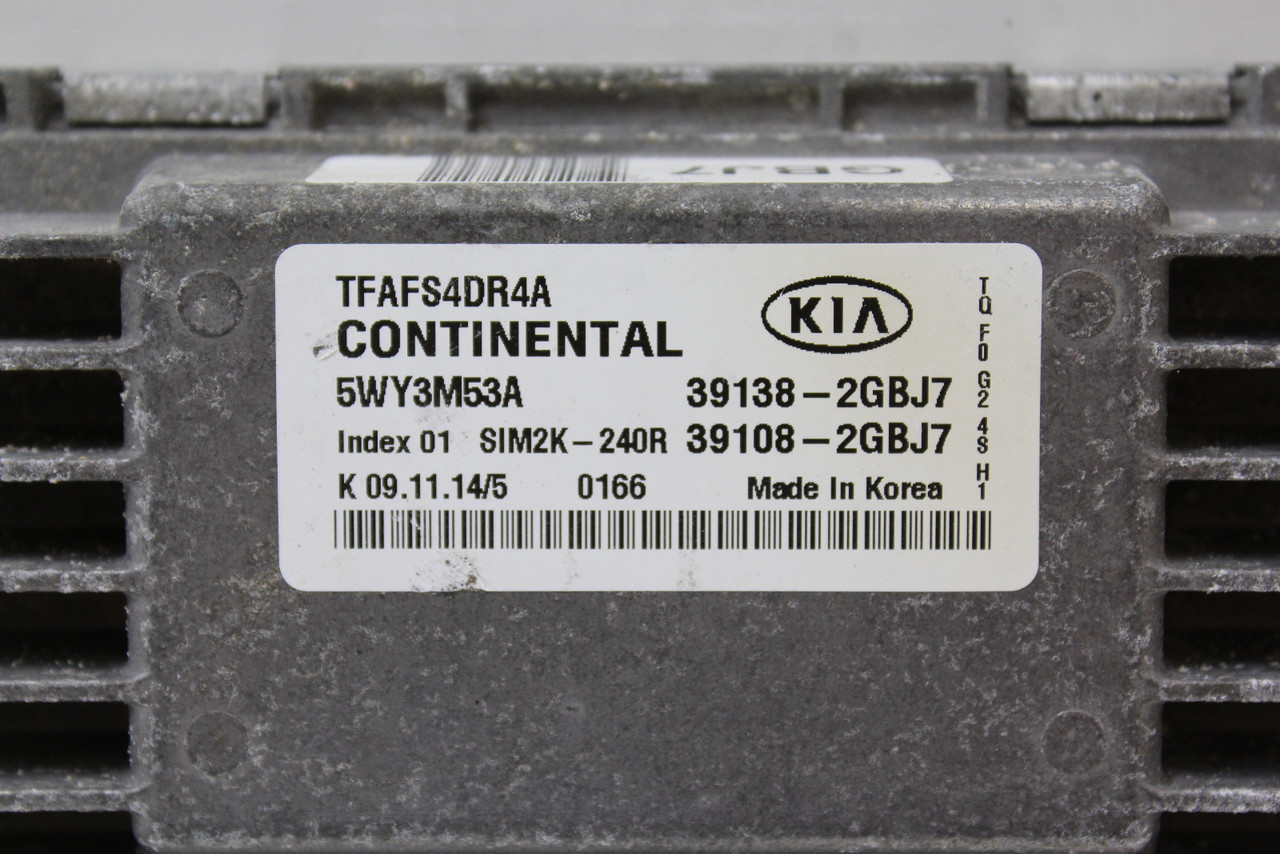 GBJ7
TFAFS4DR4A
CONTINENTAL
KIA
5WY3M53A 39138-2GBJ7
Index 01 SIM2K-240R 39108-2GBJ7
K 09.11.14/5 0166 Made In Korea
TQ F0 G2 4S H1